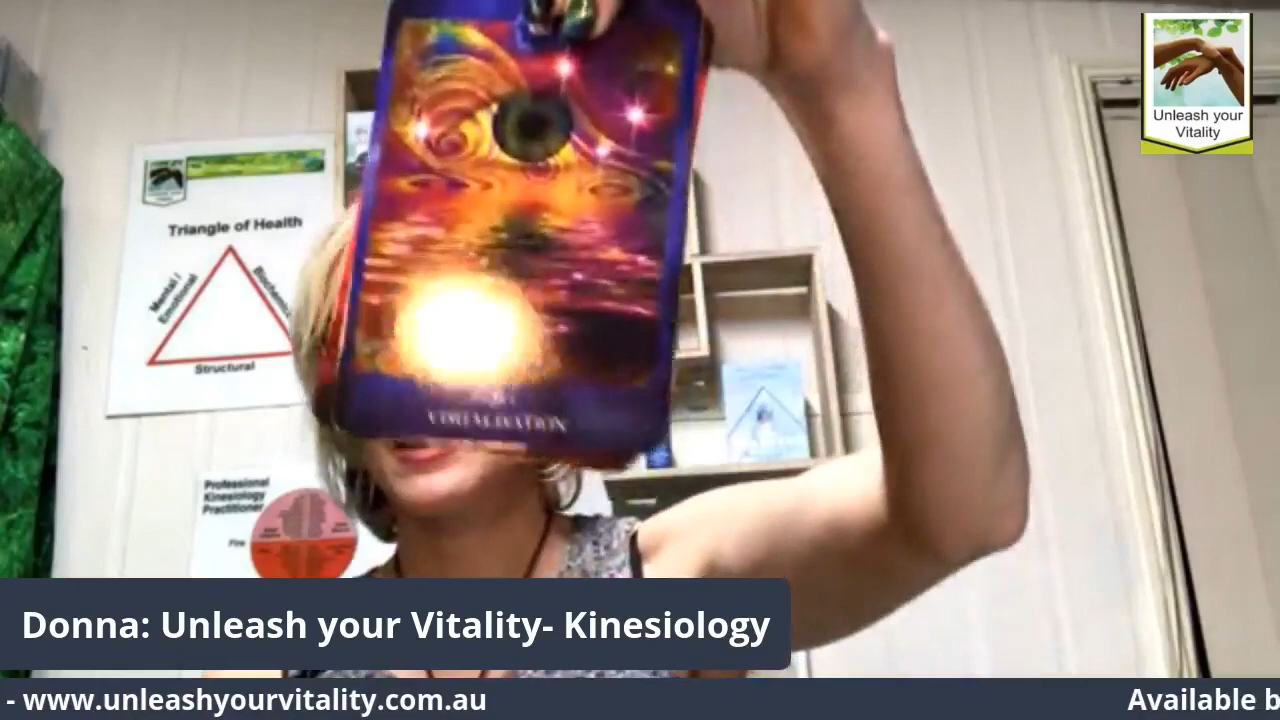 Unleash your
Vitality
Triangle of Health
Mental /
Emotional
Structural
VISUALISATION
Professional
Kinesiology
Practitioner
Fire
Donna: Unleash your Vitality- Kinesiology
- www.unleashyourvitality.com.au
Available b